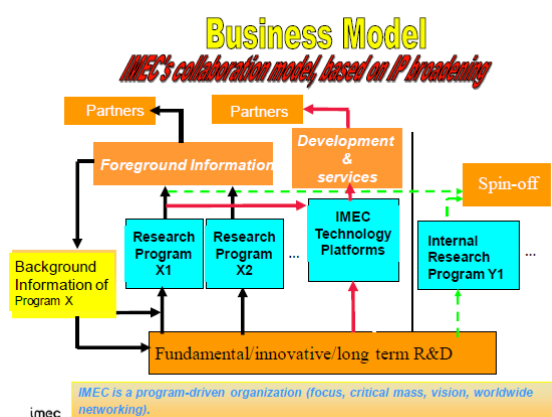 Business Model
IMEC's collaboration model, based on IP broadening
Partners
Partners
Foreground Information
Development
&
services
Spin-off
Research
Program
X1
Research
Program
X2
...
IMEC
Technology
Platforms
Internal
Research
Program Y1
...
Background
Information of
Program X
Fundamental/innovative/long term R&D
IMEC is a program-driven organization (focus, critical mass, vision, worldwide
networking).
imec